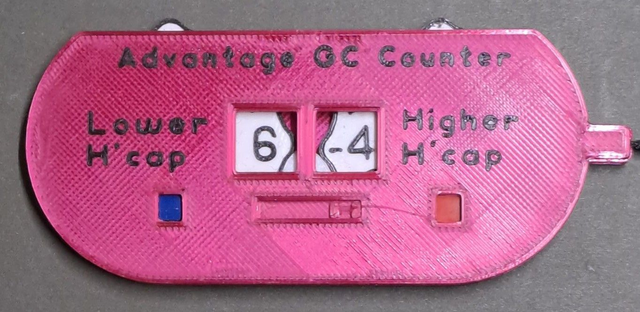 Advantage GC Counter
Lower H'cap
6 -4
Higher H'cap